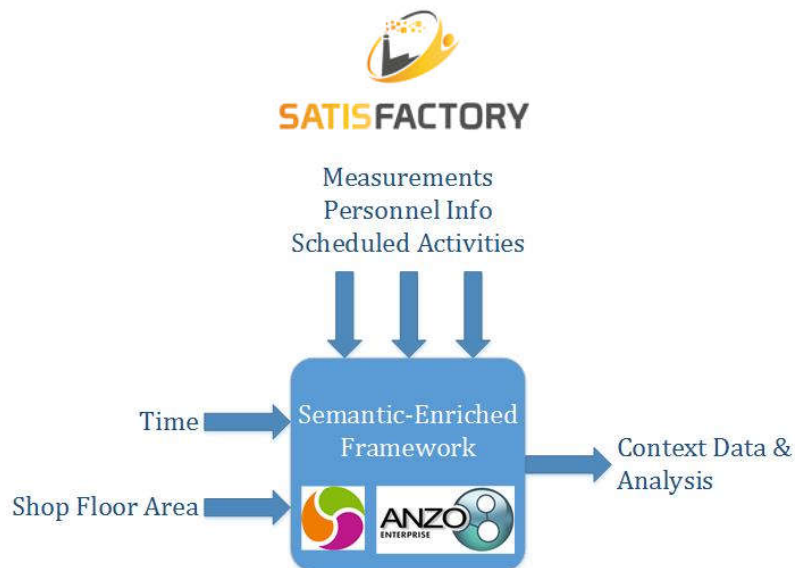 SATISFACTORY
Measurements
Personnel Info
Scheduled Activities
Time
Semantic-Enriched
Framework
Context Data &
Analysis
Shop Floor Area
ANZO
ENTERPRISE